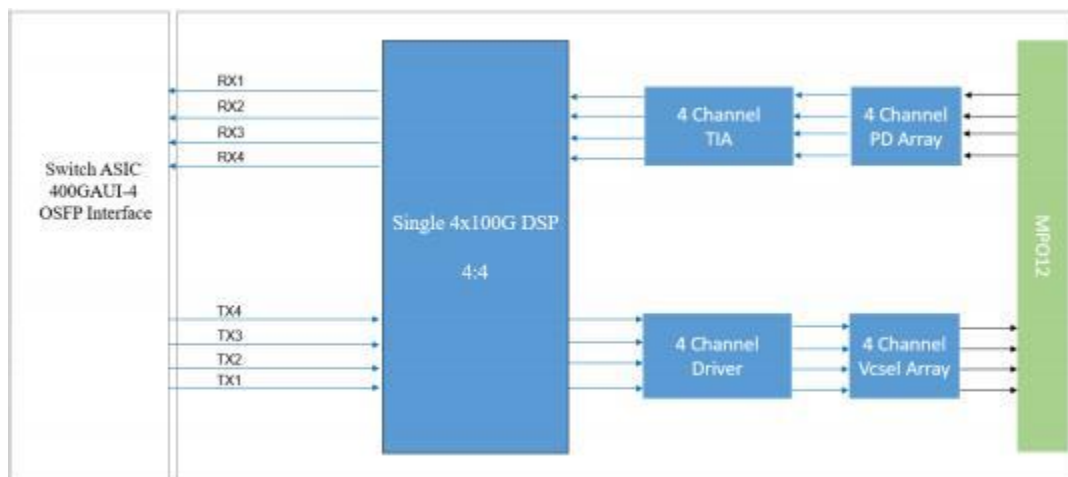 Switch ASIC
400GAUI-4
OSFP Interface
RX1
RX2
RX3
RX4
TX4
TX3
TX2
TX1
Single 4x100G DSP
4:4
4 Channel
TIA
4 Channel
PD Array
4 Channel
Driver
4 Channel
Vcsel Array
MPO12